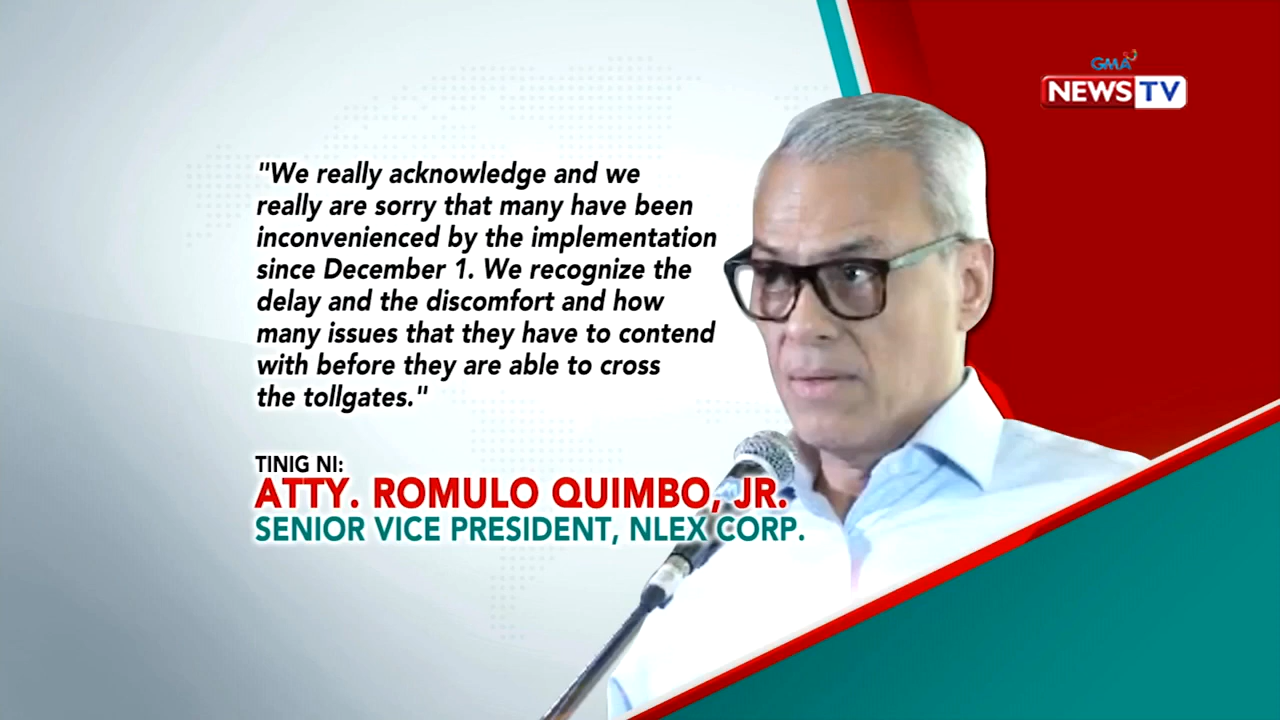 GMA
NEWS TV
"We really acknowledge and we
really are sorry that many have been
inconvenienced by the implementation
since December 1. We recognize the
delay and the discomfort and how
many issues that they have to contend
with before they are able to cross
the tollgates."
TINIG NI:
ATTY. ROMULO QUIMBO, JR.
SENIOR VICE PRESIDENT, NLEX CORP.